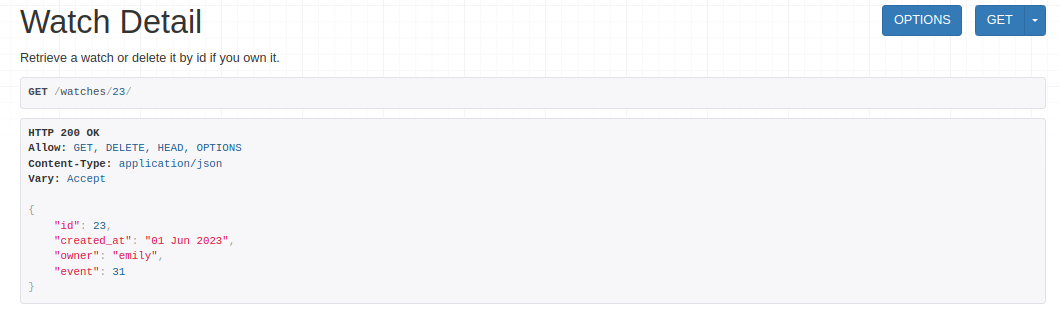 Watch Detail
OPTIONS
GET
Retrieve a watch or delete it by id if you own it.
GET /watches/23/
HTTP 200 OK
Allow: GET, DELETE, HEAD, OPTIONS
Content-Type: application/json
Vary: Accept
{
    "id": 23,
    "created_at": "01 Jun 2023",
    "owner": "emily",
    "event": 31
}